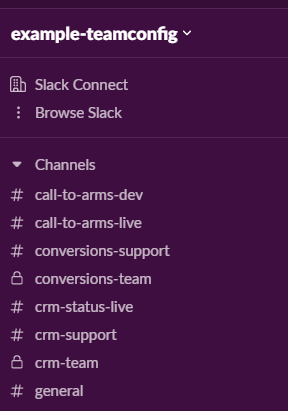 example-teamconfig
Slack Connect
Browse Slack
Channels
# call-to-arms-dev
# call-to-arms-live
# conversions-support
conversions-team
# crm-status-live
# crm-support
crm-team
# general